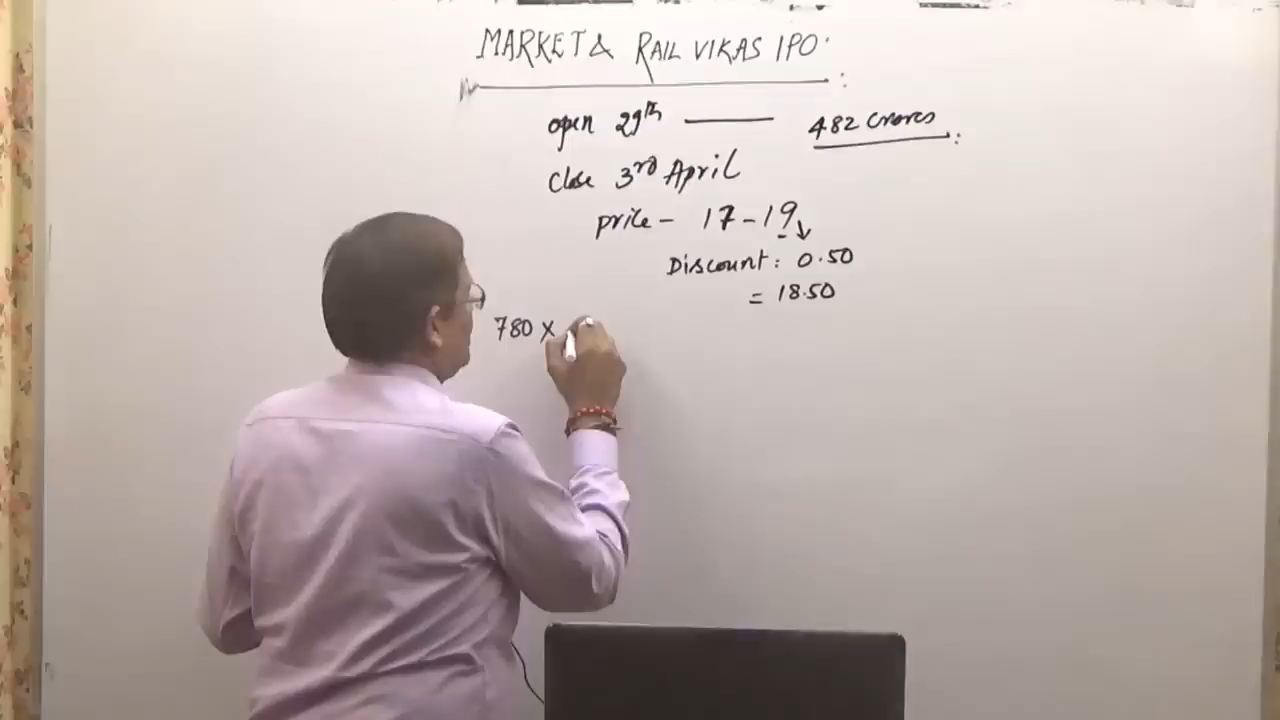 MARKET & RAIL VIKAS IPO.
open 29th —— 482 crores
close 3rd April
price - 17-19
Discount: 0.50
= 18.50
780 x